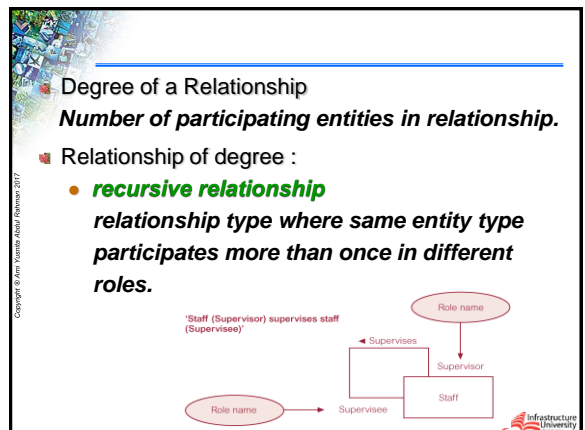 Degree of a Relationship
Number of participating entities in relationship.
Relationship of degree :
recursive relationship
relationship type where same entity type
participates more than once in different
roles.
Copyright @ Ami Yusnita Abdul Rahman 2017
'Staff (Supervisor) supervises staff
(Supervisee)'
Role name
◄ Supervises
Supervisor
Staff
Role name
Supervisee
Infrastructure
University